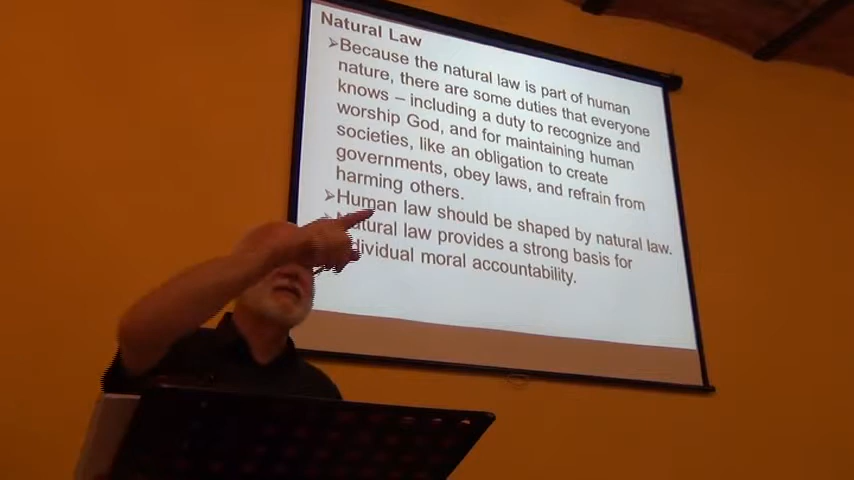 Natural Law
➢Because the natural law is part of human
nature, there are some duties that everyone
knows – including a duty to recognize and
worship God, and for maintaining human
societies, like an obligation to create
governments, obey laws, and refrain from
harming others.
➢Human law should be shaped by natural law.
➢Natural law provides a strong basis for
individual moral accountability.